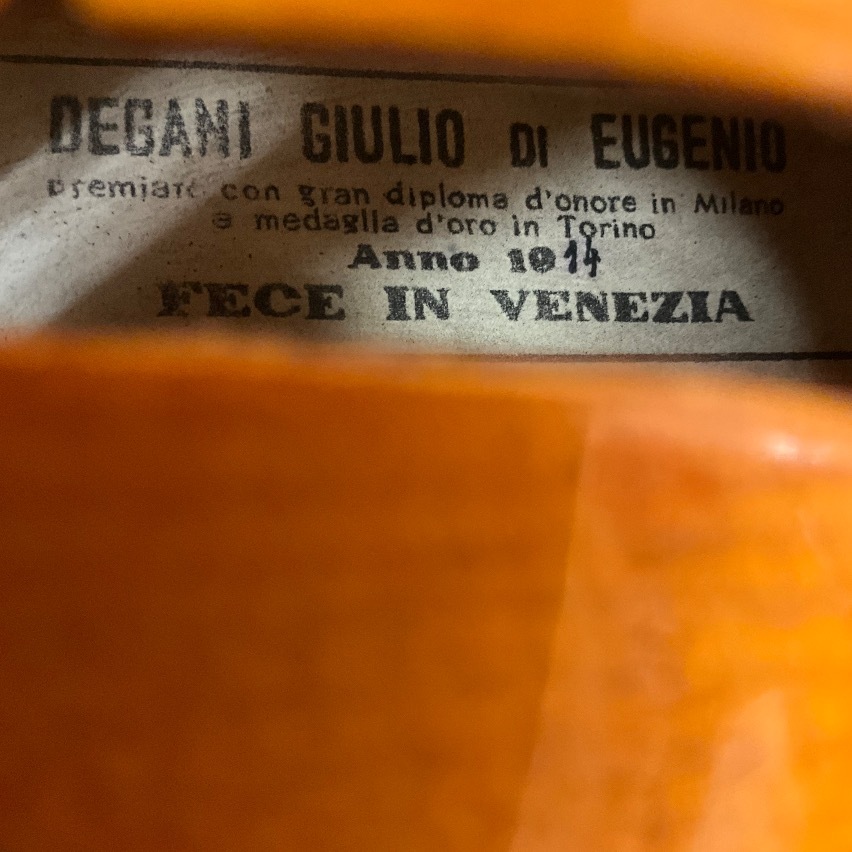 DEGANI GIULIO DI EUGENIO
premiato con gran diploma d'onore in Milano
e medaglia d'oro in Torino
Anno 1914
FECE IN VENEZIA